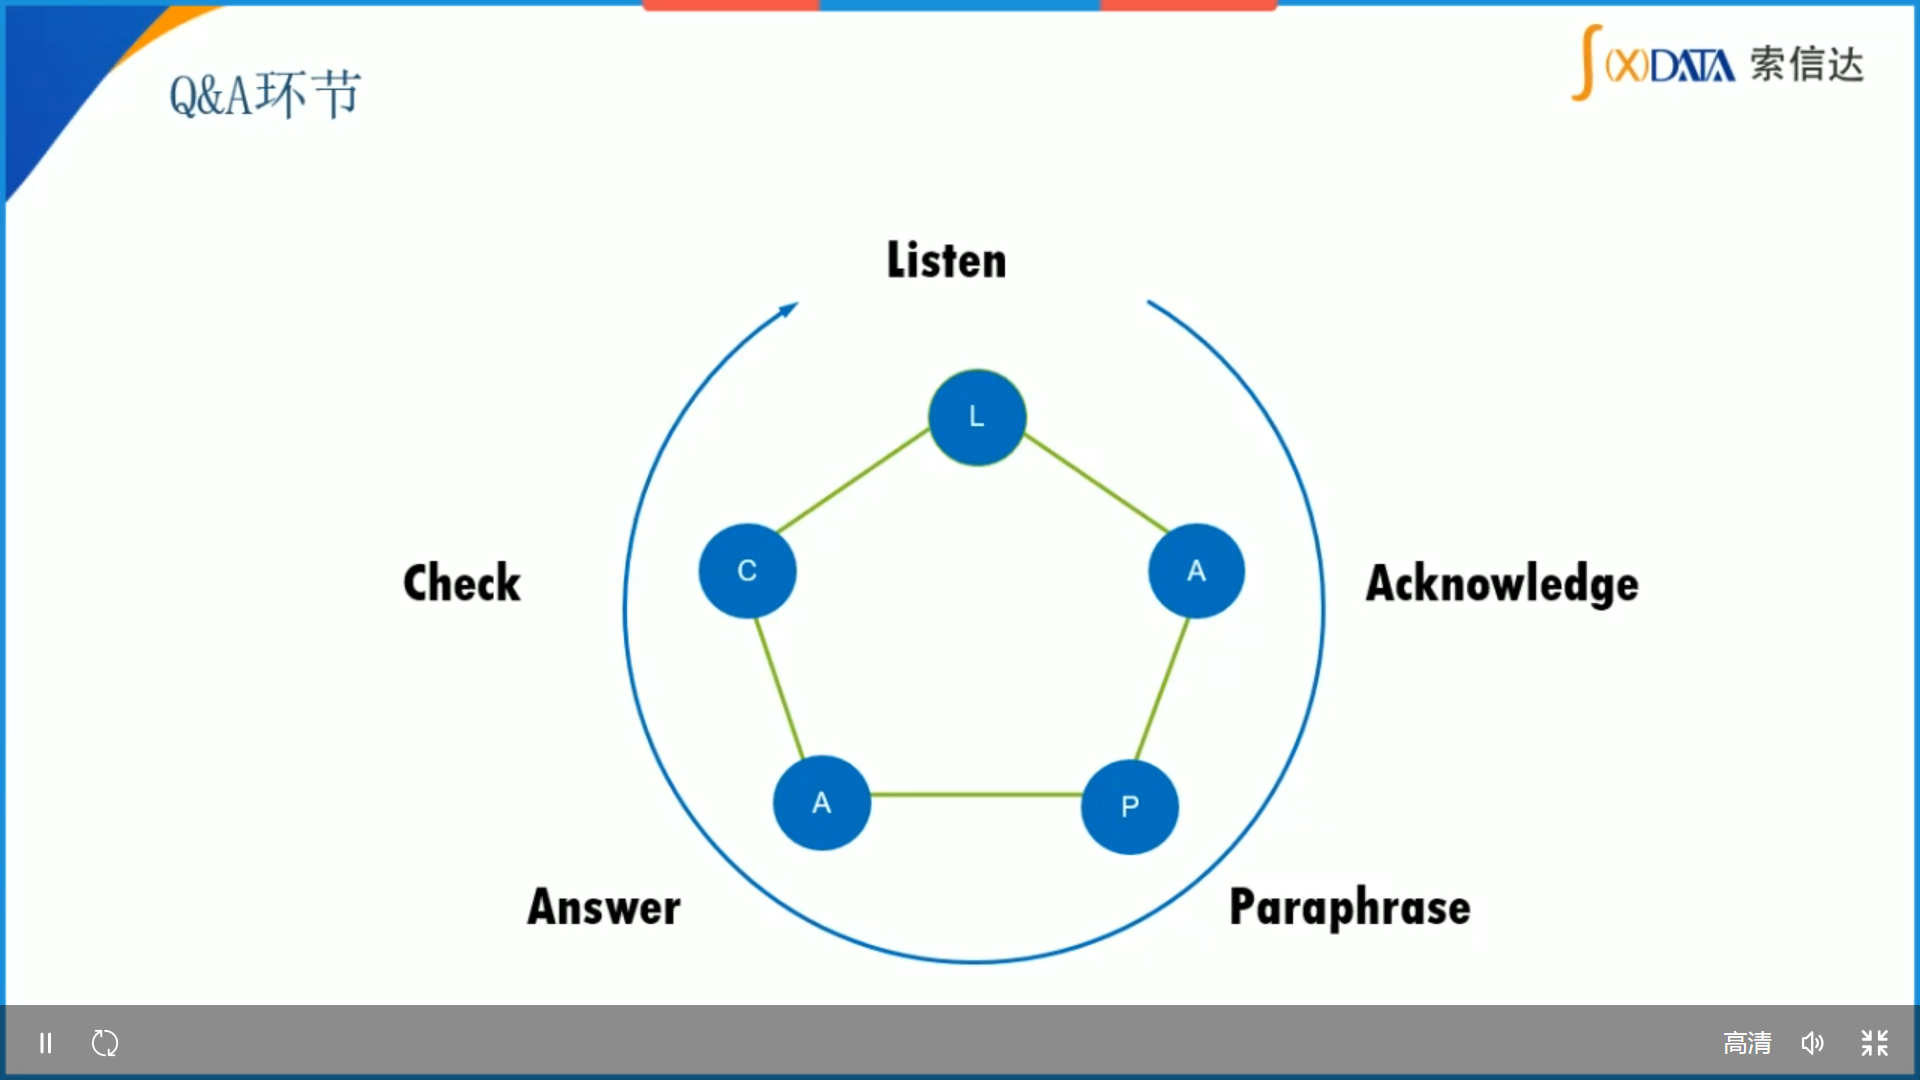 Q&A环节
∫(X)DATA 索信达
Listen
L
Check
C
A
Acknowledge
A
P
Answer
Paraphrase
高清